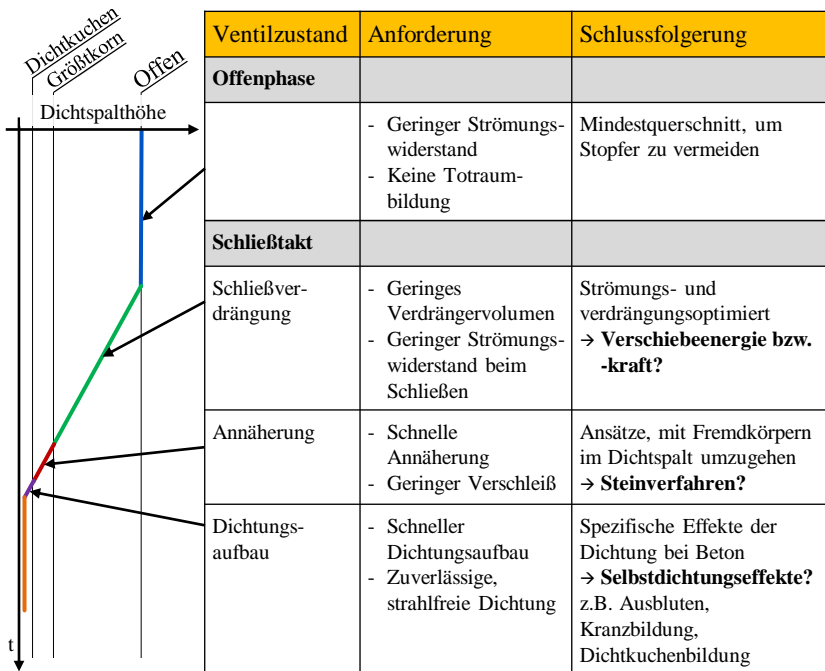 Dichtkuchen
Größtkorn
Offen
Dichtspalthöhe
t
Ventilzustand
Anforderung
Schlussfolgerung
Offenphase
- Geringer Strömungs-
widerstand
- Keine Totraum-
bildung
Mindestquerschnitt, um
Stopfer zu vermeiden
Schließtakt
Schließver-
drängung
- Geringes
Verdrängervolumen
- Geringer Strömungs-
widerstand beim
Schließen
Strömungs- und
verdrängungsoptimiert
→ Verschiebeenergie bzw.
-kraft?
Annäherung
- Schnelle
Annäherung
- Geringer Verschleiß
Ansätze, mit Fremdkörpern
im Dichtspalt umzugehen
→ Steinverfahren?
Dichtungs-
aufbau
- Schneller
Dichtungsaufbau
- Zuverlässige,
strahlfreie Dichtung
Spezifische Effekte der
Dichtung bei Beton
→ Selbstdichtungseffekte?
z.B. Ausbluten,
Kranzbildung,
Dichtkuchenbildung